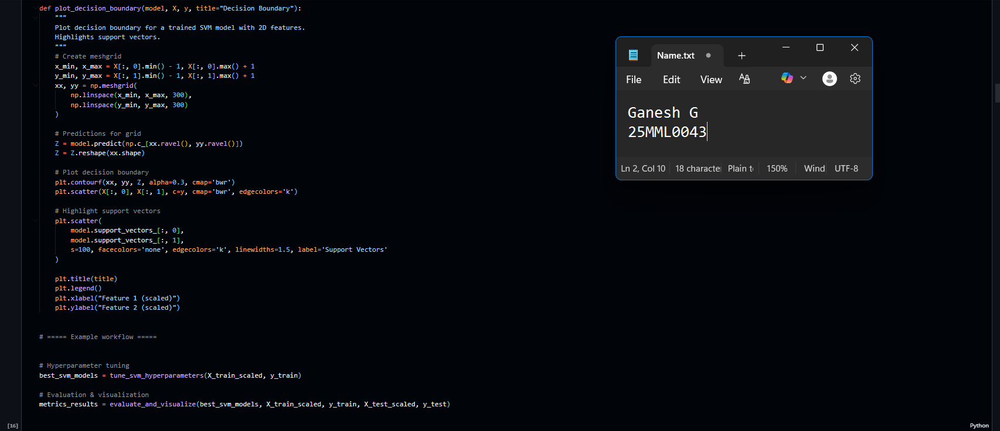 def plot_decision_boundary(model, X, y, title="Decision Boundary"):
    """
    Plot decision boundary for a trained SVM model with 2D features.
    Highlights support vectors.
    """
    # Create meshgrid
    x_min, x_max = X[:, 0].min() - 1, X[:, 0].max() + 1
    y_min, y_max = X[:, 1].min() - 1, X[:, 1].max() + 1
    xx, yy = np.meshgrid(
        np.linspace(x_min, x_max, 300),
        np.linspace(y_min, y_max, 300)
    )
    # Predictions for grid
    Z = model.predict(np.c_[xx.ravel(), yy.ravel()])
    Z = Z.reshape(xx.shape)
    # Plot decision boundary
    plt.contourf(xx, yy, Z, alpha=0.3, cmap='bwr')
    plt.scatter(X[:, 0], X[:, 1], c=y, cmap='bwr', edgecolors='k')
    # Highlight support vectors
    plt.scatter(
        model.support_vectors_[:, 0],
        model.support_vectors_[:, 1],
        s=100, facecolors='none', edgecolors='k', linewidths=1.5, label='Support Vectors'
    )
    plt.title(title)
    plt.legend()
    plt.xlabel("Feature 1 (scaled)")
    plt.ylabel("Feature 2 (scaled)")
# ===== Example workflow =====
# Hyperparameter tuning
best_svm_models = tune_svm_hyperparameters(X_train_scaled, y_train)
# Evaluation & visualization
metrics_results = evaluate_and_visualize(best_svm_models, X_train_scaled, y_train, X_test_scaled, y_test)
[16]
Python
Name.txt
File Edit View
Ganesh G
25MML0043
Ln 2, Col 10 18 characte Plain t 150% Wind UTF-8